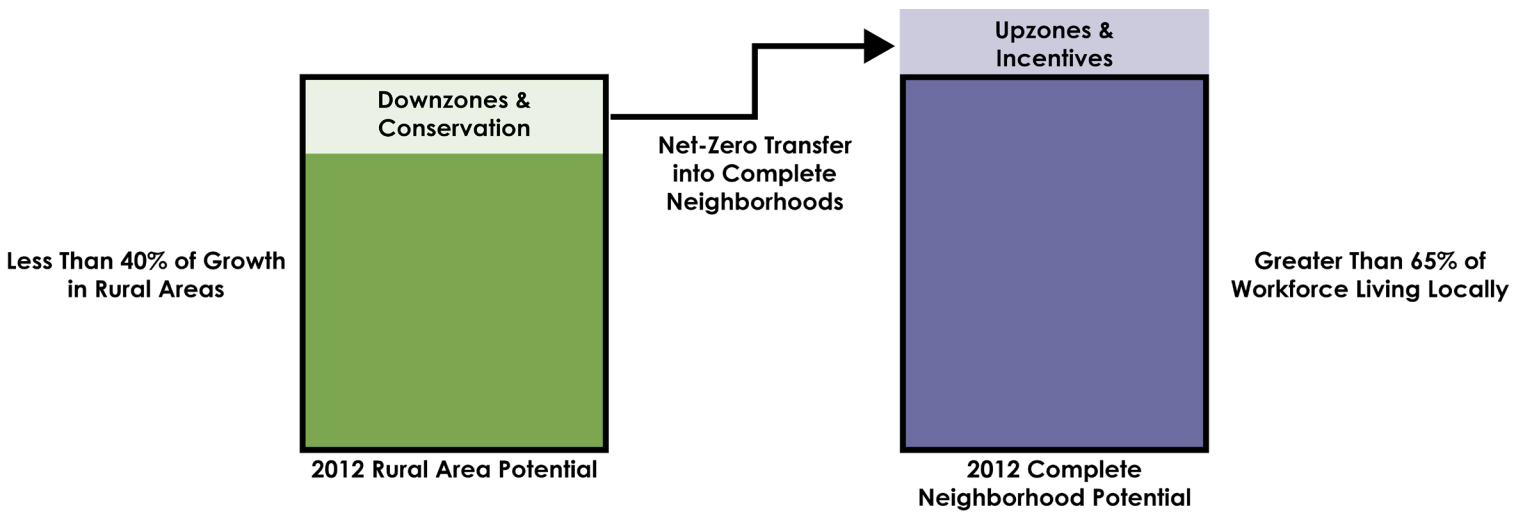 Upzones &
Incentives
Downzones &
Conservation
Net-Zero Transfer
into Complete
Neighborhoods
Less Than 40% of Growth
in Rural Areas
Greater Than 65% of
Workforce Living Locally
2012 Rural Area Potential
2012 Complete
Neighborhood Potential